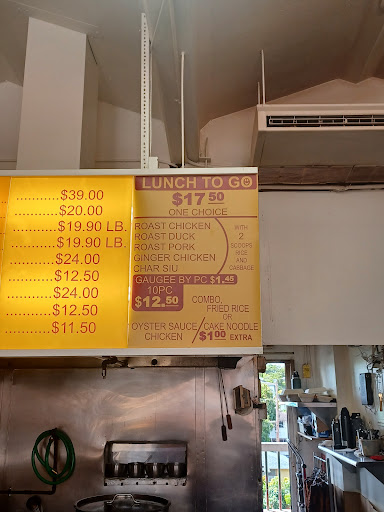 ..........$39.00
..........$20.00
..........$19.90 LB.
..........$19.90 LB.
..........$24.00
..........$12.50
..........$24.00
..........$12.50
..........$11.50
LUNCH TO GO
$17.50
ONE CHOICE
ROAST CHICKEN
ROAST DUCK
ROAST PORK
GINGER CHICKEN
CHAR SIU
WITH
2
SCOOPS
RICE
AND
CABBAGE
GAUGEE BY PC $1.45
10PC
$12.50
COMBO.
FRIED RICE
OR
OYSTER SAUCE / CAKE NOODLE
CHICKEN / $1.00 EXTRA